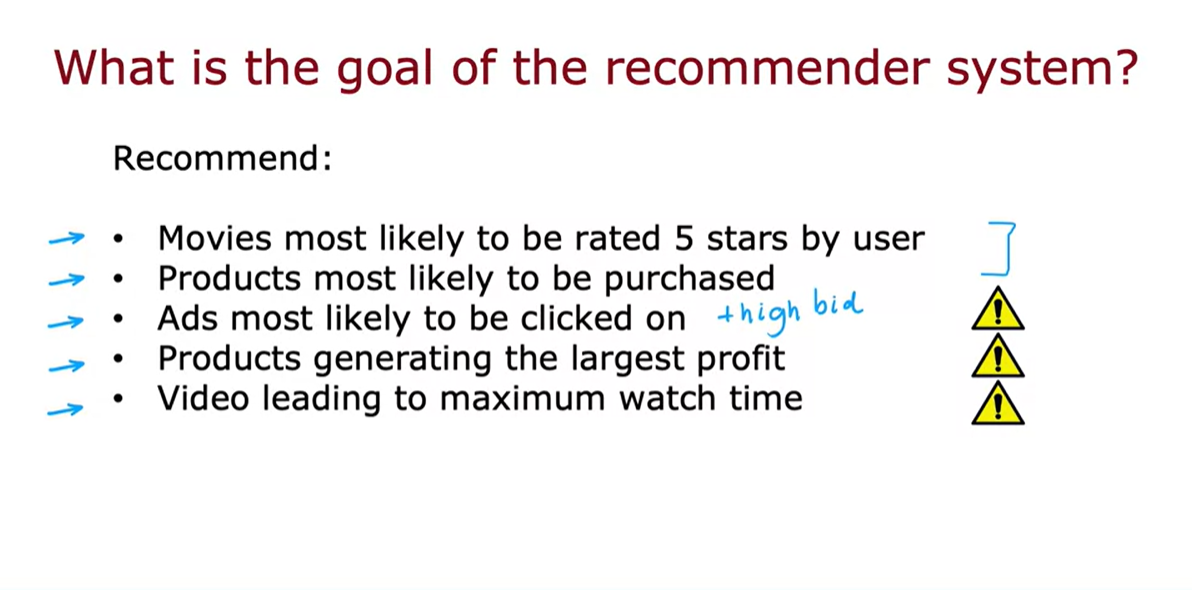 What is the goal of the recommender system?
Recommend:
• Movies most likely to be rated 5 stars by user
• Products most likely to be purchased
• Ads most likely to be clicked on +high bid
• Products generating the largest profit
• Video leading to maximum watch time